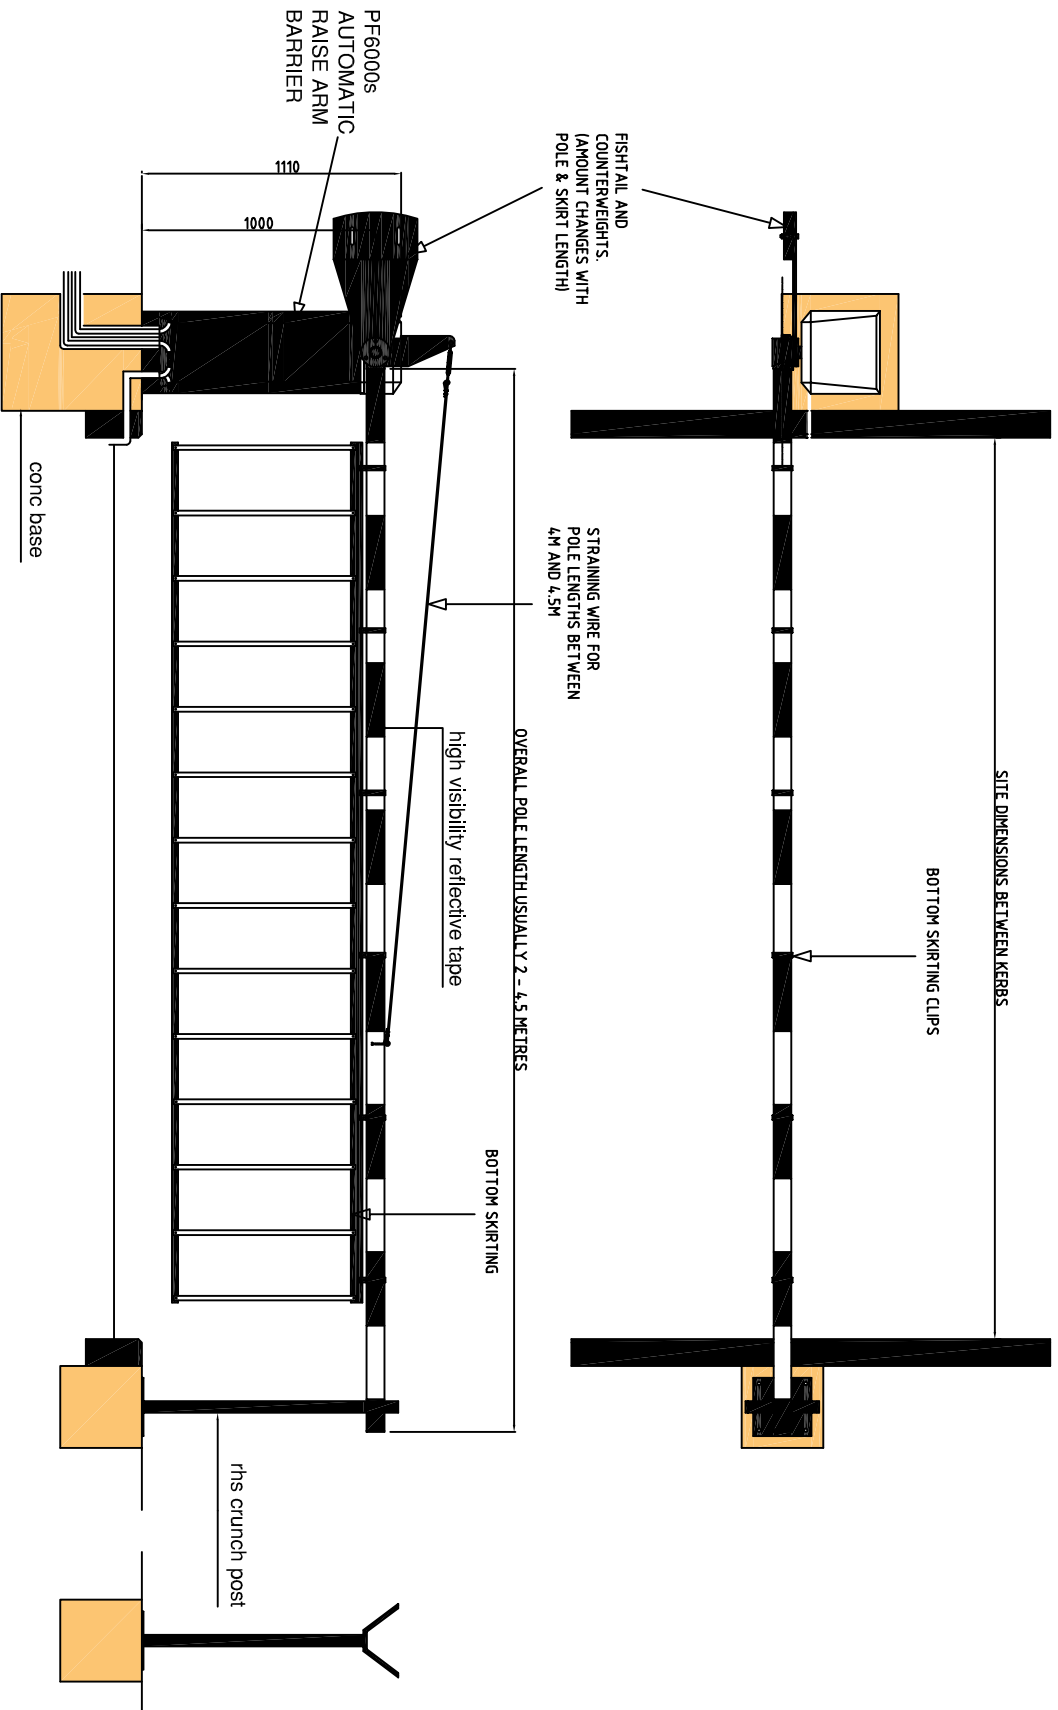 SITE DIMENSIONS BETWEEN KERBS
BOTTOM SKIRTING CLIPS
FISHTAIL AND
COUNTERWEIGHTS.
(AMOUNT CHANGES WITH
POLE & SKIRT LENGTH)
STRAINING WIRE FOR
POLE LENGTHS BETWEEN
4M AND 4.5M
OVERALL POLE LENGTH USUALLY 2 - 4.5 METRES
BOTTOM SKIRTING
high visibility reflective tape
PF6000s
AUTOMATIC
RAISE ARM
BARRIER
1110
1000
rhs crunch post
conc base